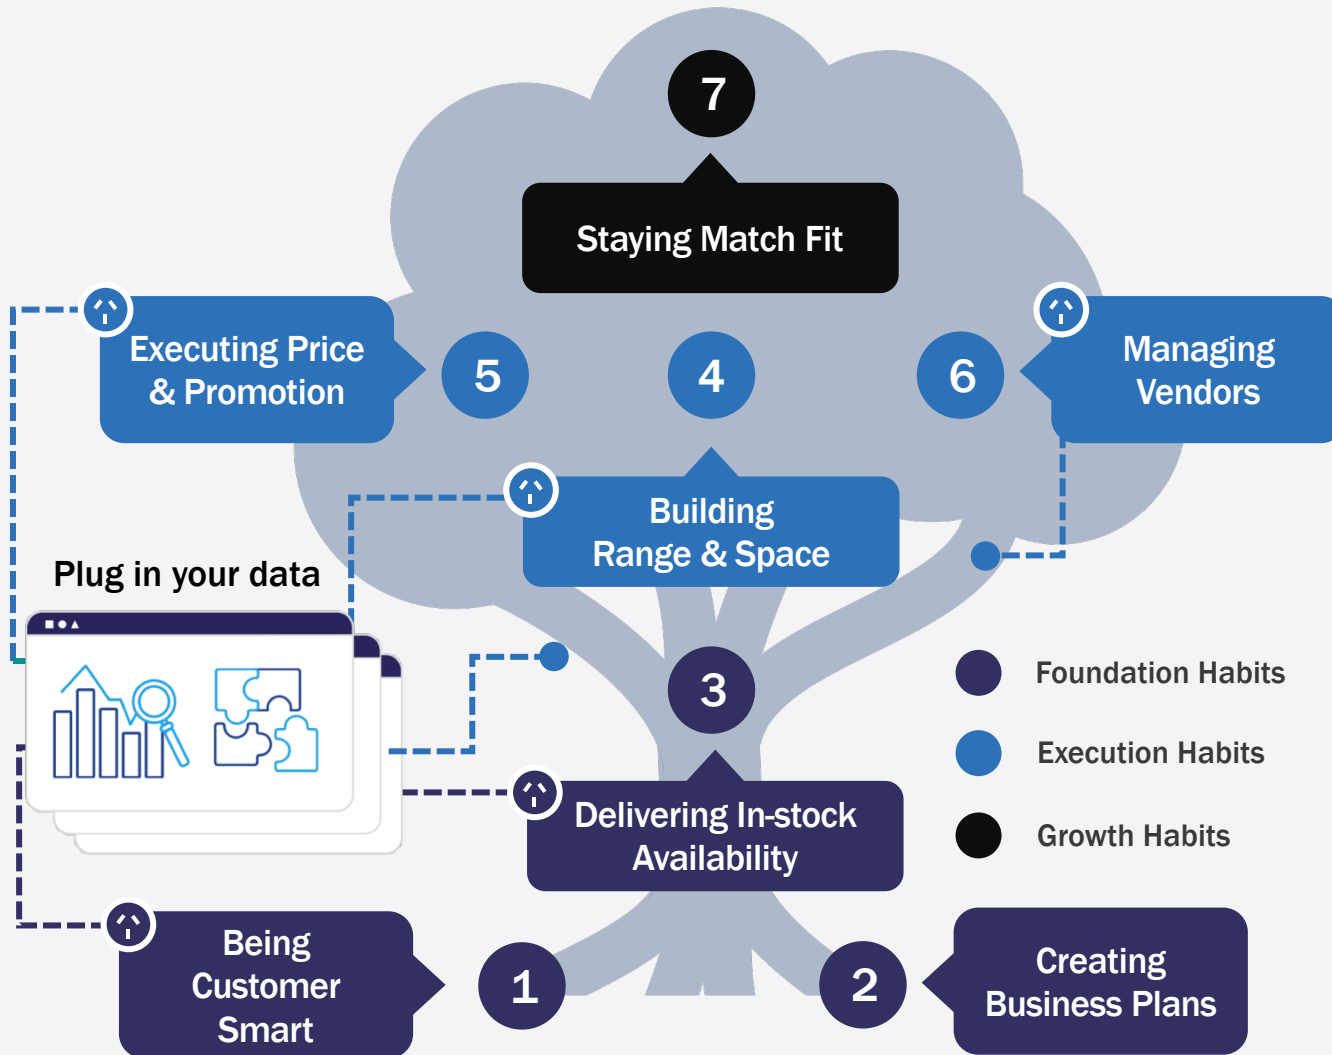 7
Staying Match Fit
Executing Price
& Promotion
5
4
6
Managing
Vendors
Building
Range & Space
Plug in your data
3
Foundation Habits
Execution Habits
Growth Habits
Delivering In-stock
Availability
Being
Customer
Smart
1
2
Creating
Business Plans